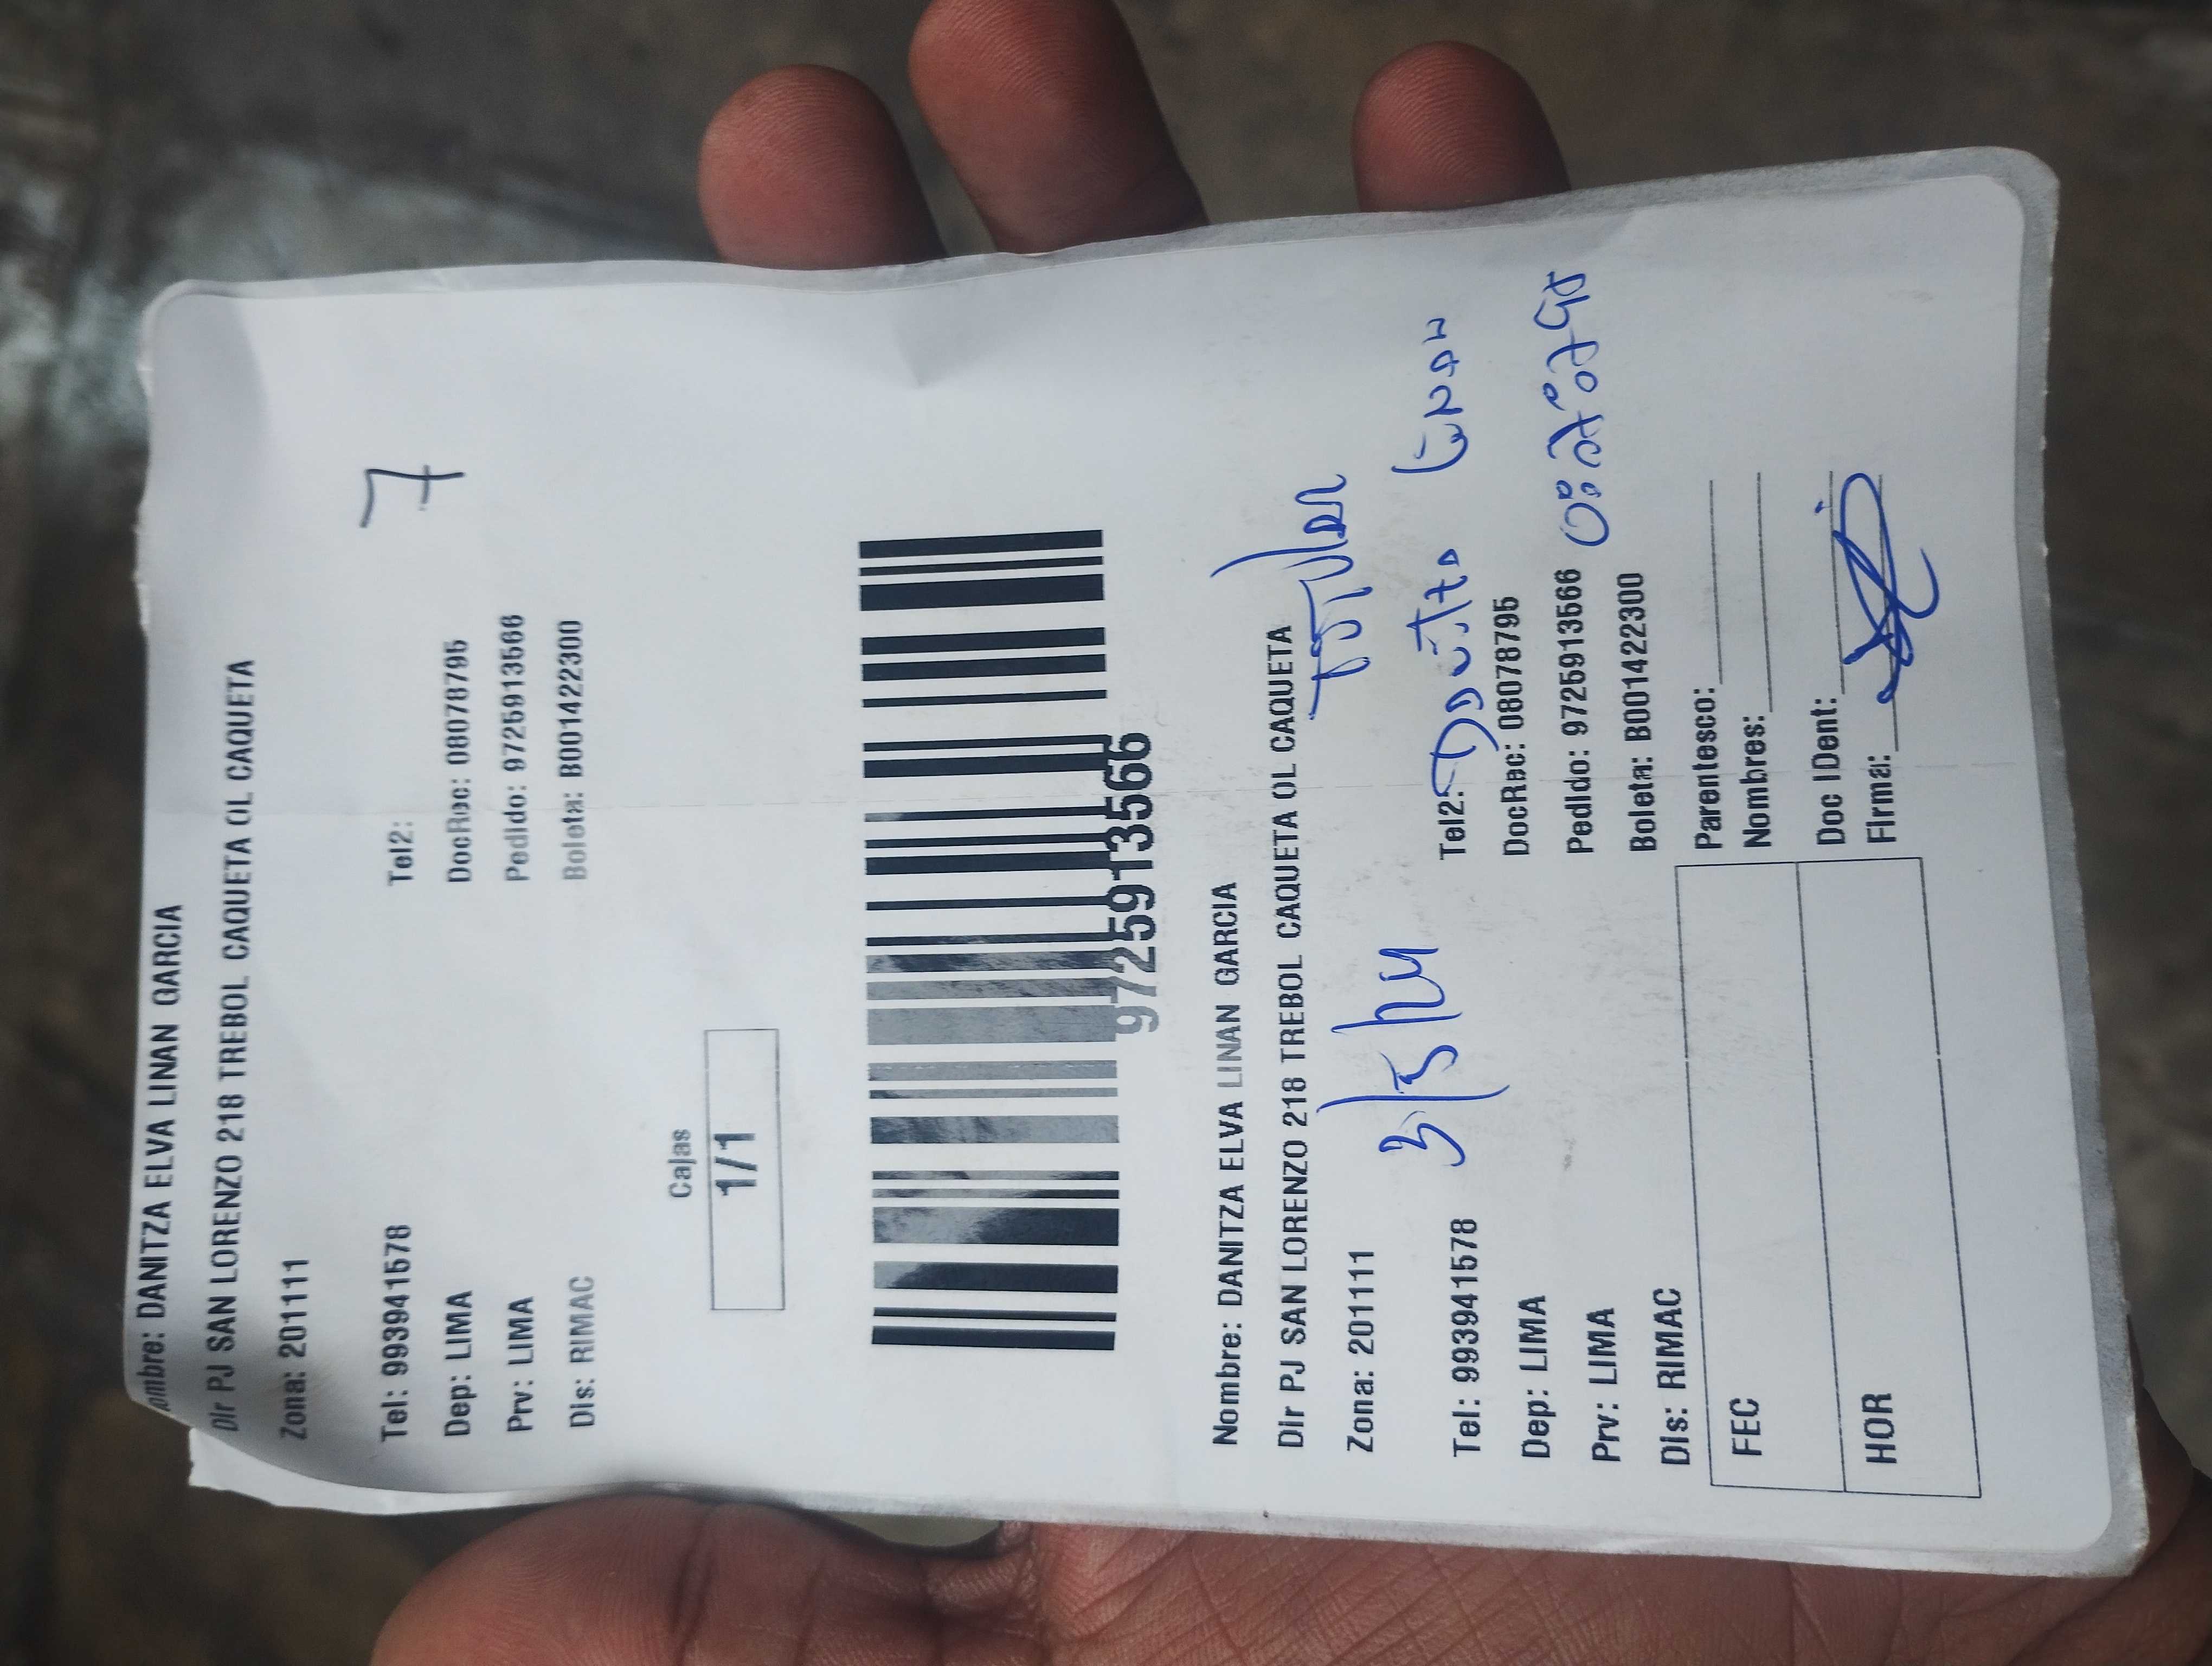 Nombre: DANITZA ELVA LINAN GARCIA
Dir PJ SAN LORENZO 218 TREBOL CAQUETA OL CAQUETA
Zona: 201111
7
Tel: 993941578 Tel2:
Dep: LIMA DocRec: 08078795
Prv: LIMA Pedido: 9725913566
Dis: RIMAC Boleta: B001422300
Cajas
1/1
9725913566
Nombre: DANITZA ELVA LINAN GARCIA
Dir PJ SAN LORENZO 218 TREBOL CAQUETA OL CAQUETA
Zona: 201111
Tel: 993941578 Tel2:
Dep: LIMA DocRec: 08078795
Prv: LIMA Pedido: 9725913566
Dis: RIMAC Boleta: B001422300
FEC Parentesco:
Nombres:
HOR Doc IDent:
Firma: